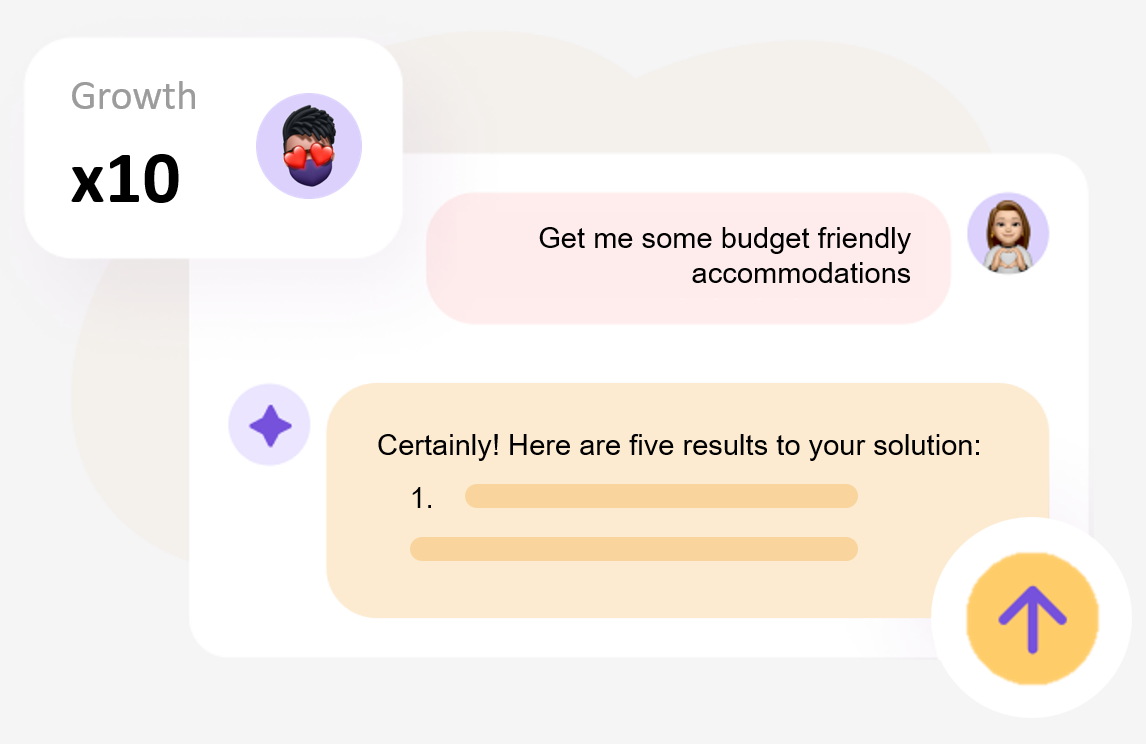 Growth
x10
Get me some budget friendly
accommodations
Certainly! Here are five results to your solution:
1.